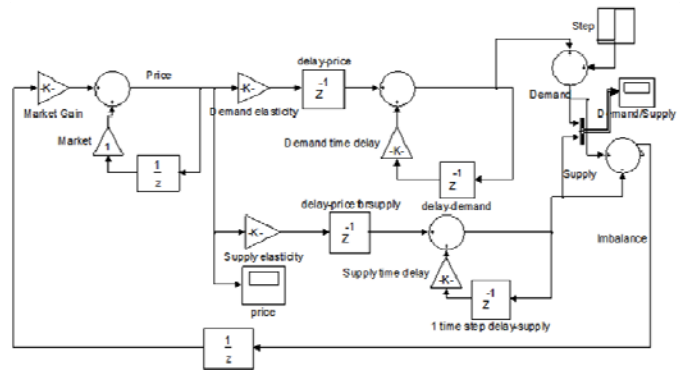 Step
delay-price
Price
-K-
-K-
-1
Z
Market Gain
Demand elasticity
Demand
Demand/Supply
Market
1
Demand time delay
-K-
1
z
-1
Z
Supply
delay-price forsupply
delay-demand
-K-
-1
Z
Supply elasticity
Imbalance
Supply time delay
-K-
price
-1
Z
1 time step delay-supply
1
z